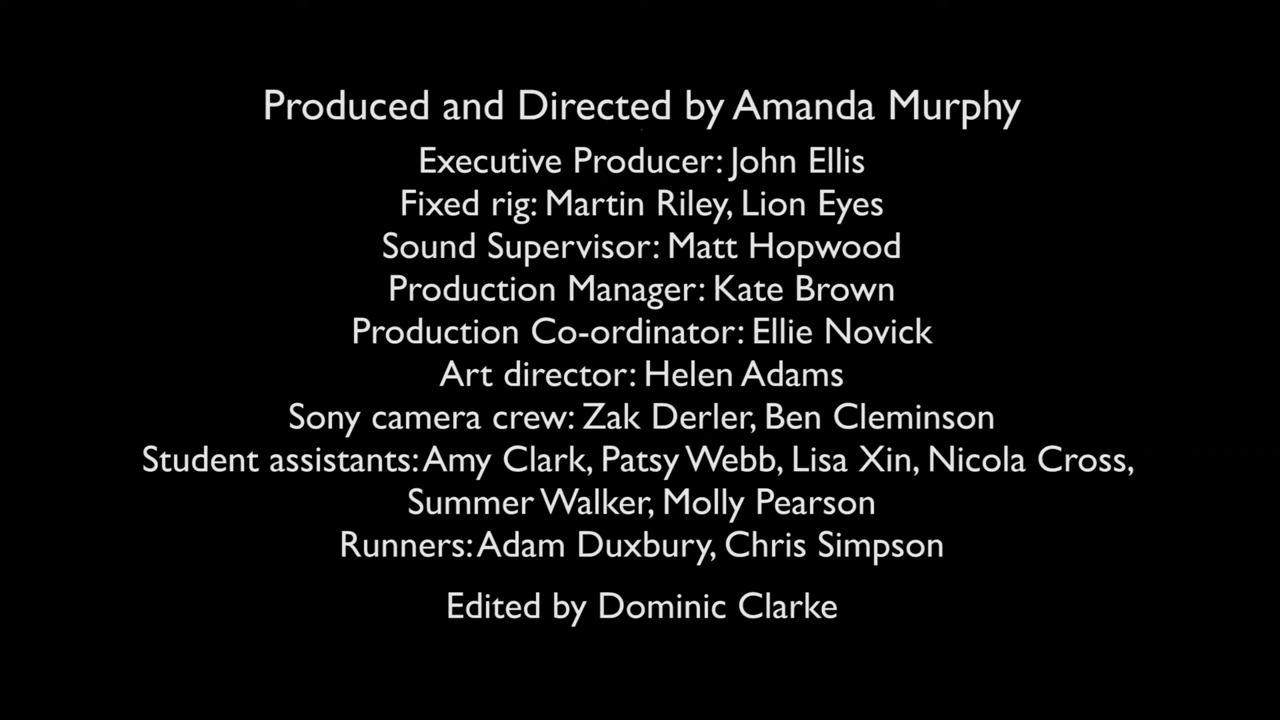 Produced and Directed by Amanda Murphy
Executive Producer: John Ellis
Fixed rig: Martin Riley, Lion Eyes
Sound Supervisor: Matt Hopwood
Production Manager: Kate Brown
Production Co-ordinator: Ellie Novick
Art director: Helen Adams
Sony camera crew: Zak Derler, Ben Cleminson
Student assistants: Amy Clark, Patsy Webb, Lisa Xin, Nicola Cross,
Summer Walker, Molly Pearson
Runners: Adam Duxbury, Chris Simpson
Edited by Dominic Clarke